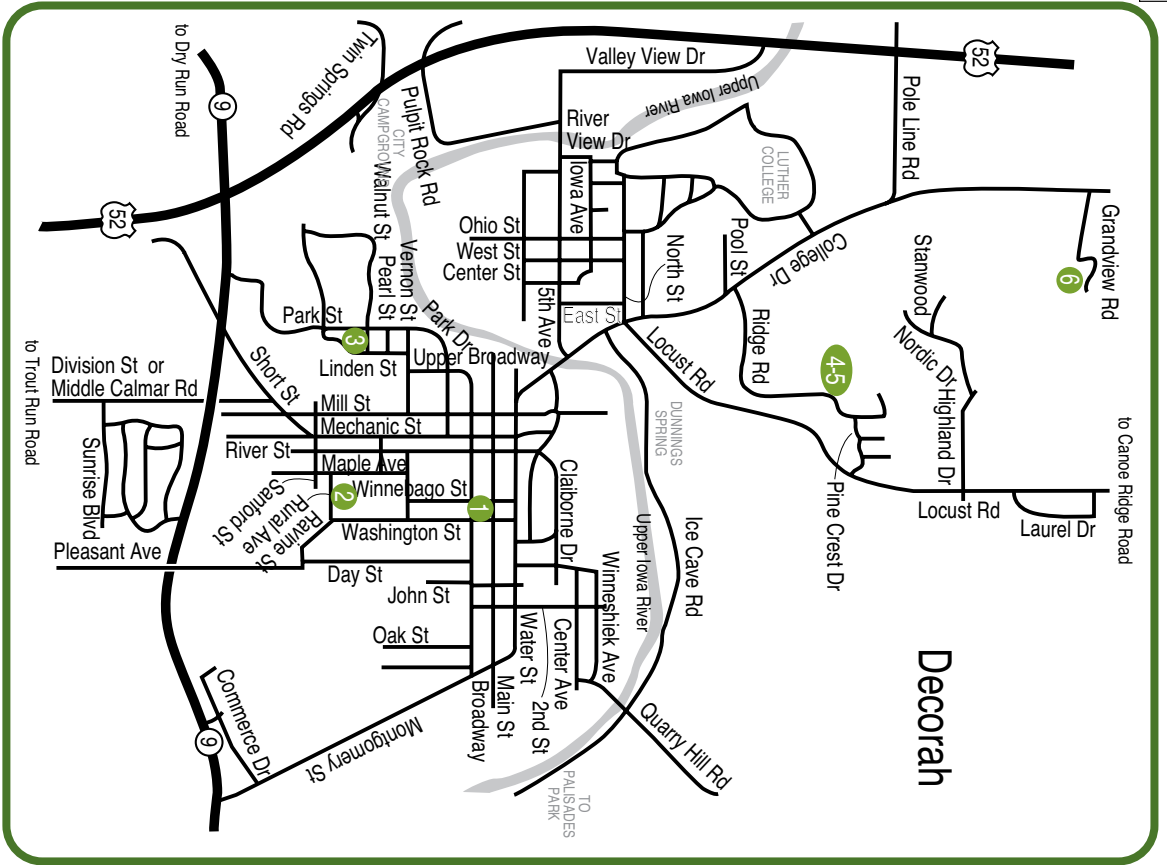 Decorah
52
Valley View Dr
Upper Iowa River
Pole Line Rd
to Dry Run Road
9
Twin Springs Rd
Pulpit Rock Rd
CITY
CAMPGRO
River
View Dr
LUTHER
COLLEGE
Iowa Ave
Walnut St
Grandview Rd
6
52
Ohio St
West St
Center St
North St
Pool St
College Dr
Stanwood
Vernon St
Pearl St
Park Dr
5th Ave
East St
Park St
3
Linden St
Upper Broadway
Locust Rd
Ridge Rd
4-5
Nordic Dr
Highland Dr
to Trout Run Road
Division St or
Middle Calmar Rd
Short St
Mill St
Mechanic St
River St
Maple Ave
Winnebago St
DUNNINGS
SPRING
to Canoe Ridge Road
Sunrise Blvd
Sanford St
Rural Ave
Ravine St
2
1
Washington St
Claiborne Dr
Upper Iowa River
Ice Cave Rd
Pine Crest Dr
Locust Rd
Laurel Dr
Pleasant Ave
Day St
John St
Winneshiek Ave
Oak St
Water St
Center Ave
2nd St
Main St
Broadway
Commerce Dr
9
Montgomery St
Quarry Hill Rd
TO
PALISADES
PARK